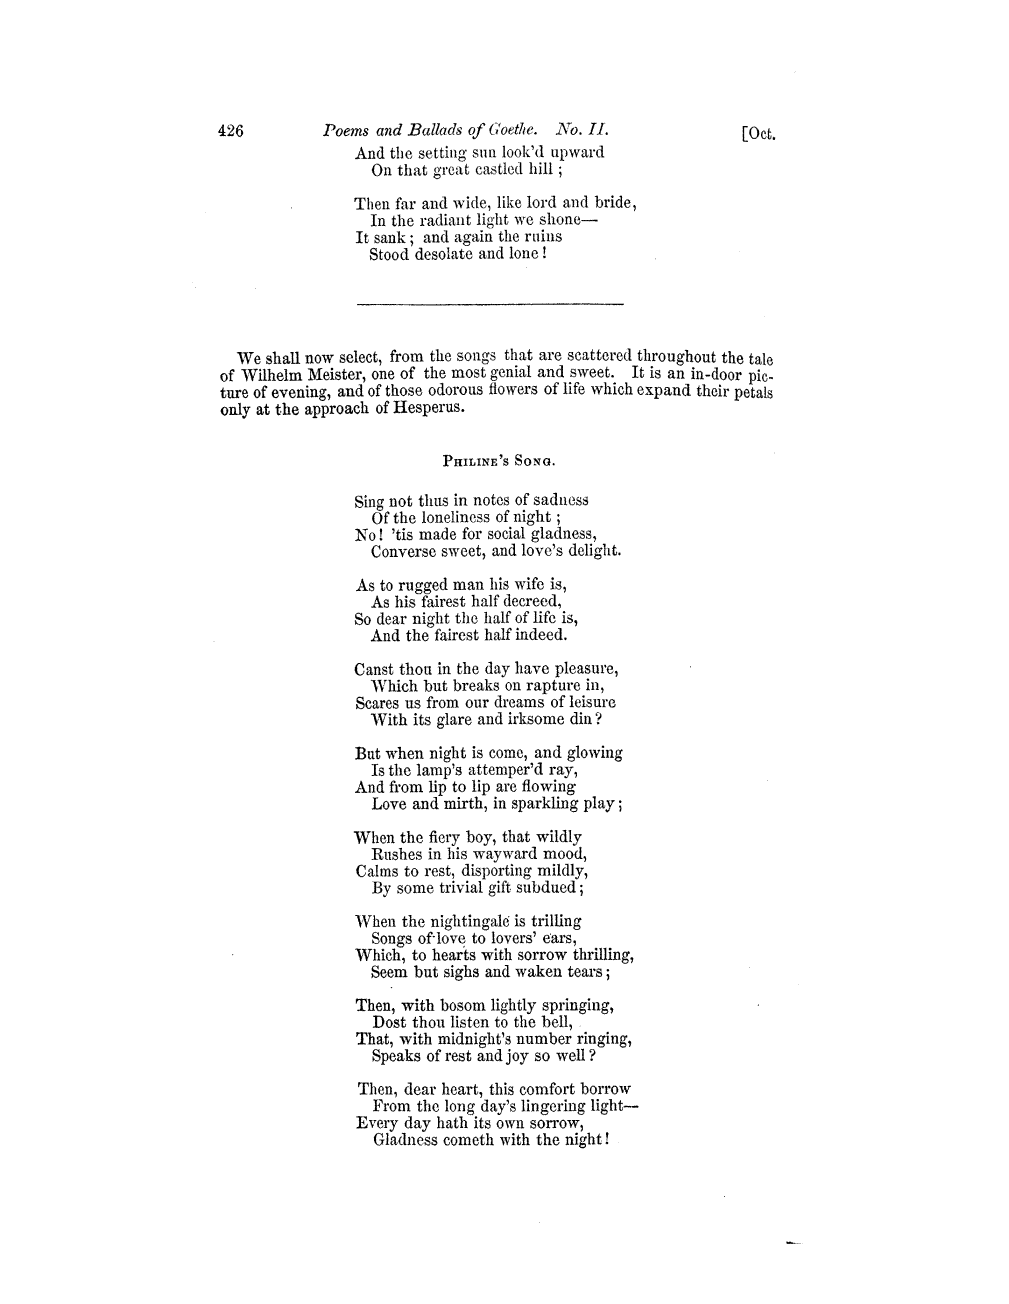 426 Poems and Ballads of Goethe. No. II. [Oct.
And the setting sun look'd upward
On that great castled hill ;
Then far and wide, like lord and bride,
In the radiant light we shone—
It sank ; and again the ruins
Stood desolate and lone !
We shall now select, from the songs that are scattered throughout the tale
of Wilhelm Meister, one of the most genial and sweet. It is an in-door pic-
ture of evening, and of those odorous flowers of life which expand their petals
only at the approach of Hesperus.
Philine's Song.
Sing not thus in notes of sadness
Of the loneliness of night ;
No! 'tis made for social gladness,
Converse sweet, and love's delight.
As to rugged man his wife is,
As his fairest half decreed,
So dear night the half of life is,
And the fairest half indeed.
Canst thou in the day have pleasure,
Which but breaks on rapture in,
Scares us from our dreams of leisure
With its glare and irksome din ?
But when night is come, and glowing
Is the lamp's attemper'd ray,
And from lip to lip are flowing
Love and mirth, in sparkling play ;
When the fiery boy, that wildly
Rushes in his wayward mood,
Calms to rest, disporting mildly,
By some trivial gift subdued ;
When the nightingale is trilling
Songs of love to lovers' ears,
Which, to hearts with sorrow thrilling,
Seem but sighs and waken tears ;
Then, with bosom lightly springing,
Dost thou listen to the bell,
That, with midnight's number ringing,
Speaks of rest and joy so well ?
Then, dear heart, this comfort borrow
From the long day's lingering light—
Every day hath its own sorrow,
Gladness cometh with the night !